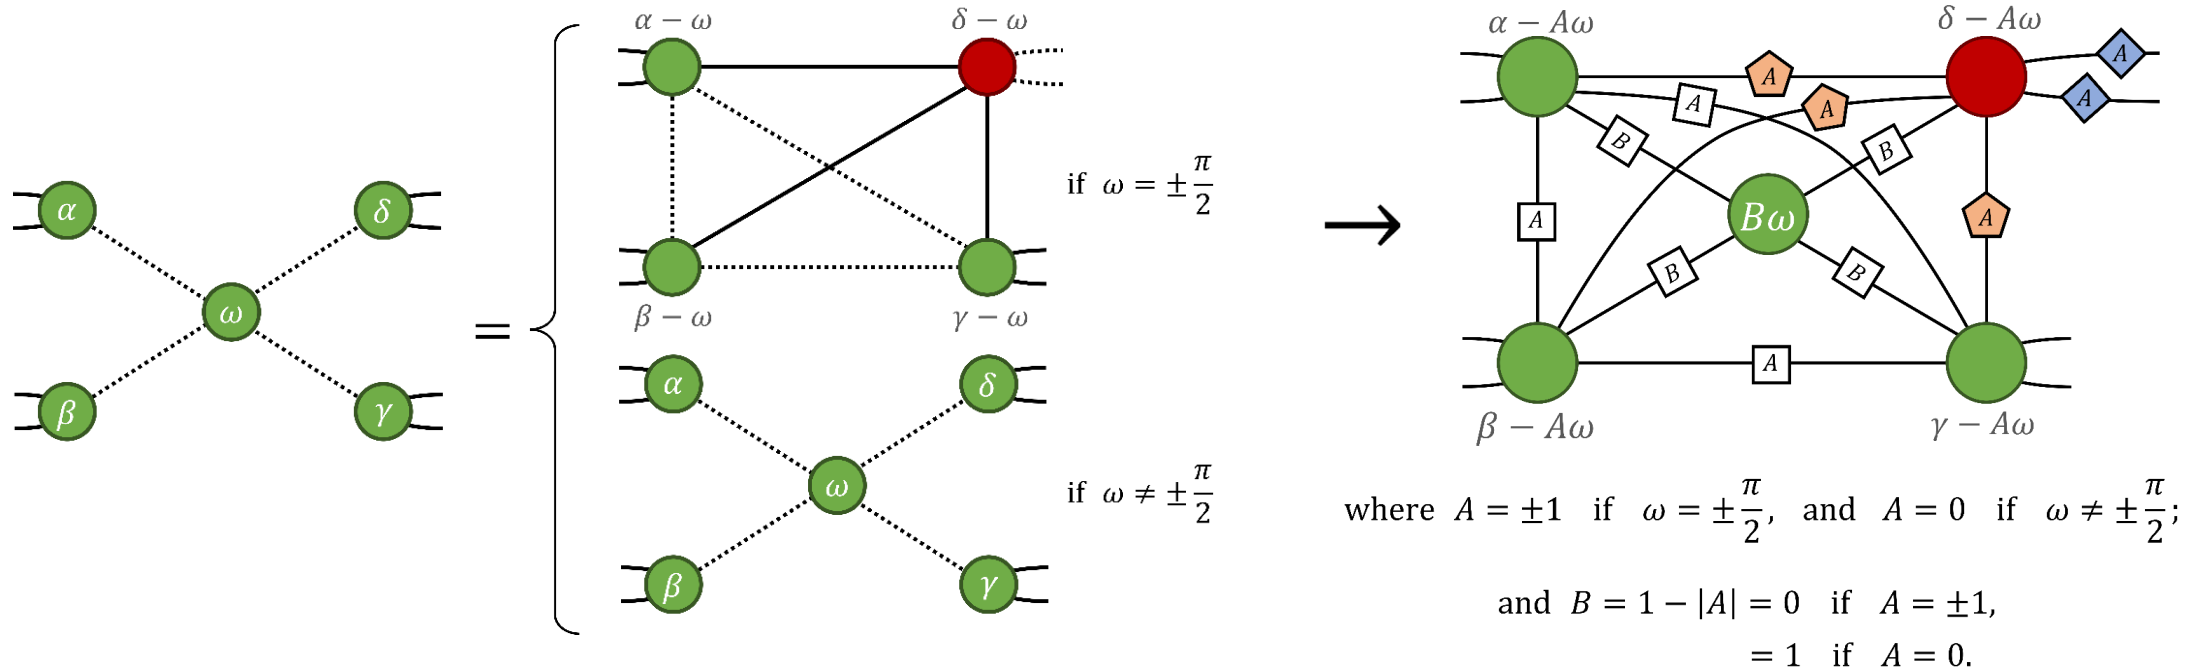 α
δ
ω
β
γ
=
α − ω
δ − ω
β − ω
γ − ω
if ω = ± π/2
α
δ
ω
β
γ
if ω ≠ ± π/2
→
α − Aω
δ − Aω
A
A
A
A
A
B
B
A
Bω
A
B
B
A
β − Aω
γ − Aω
where A = ±1 if ω = ± π/2, and A = 0 if ω ≠ ± π/2;
and B = 1 − |A| = 0 if A = ±1,
= 1 if A = 0.